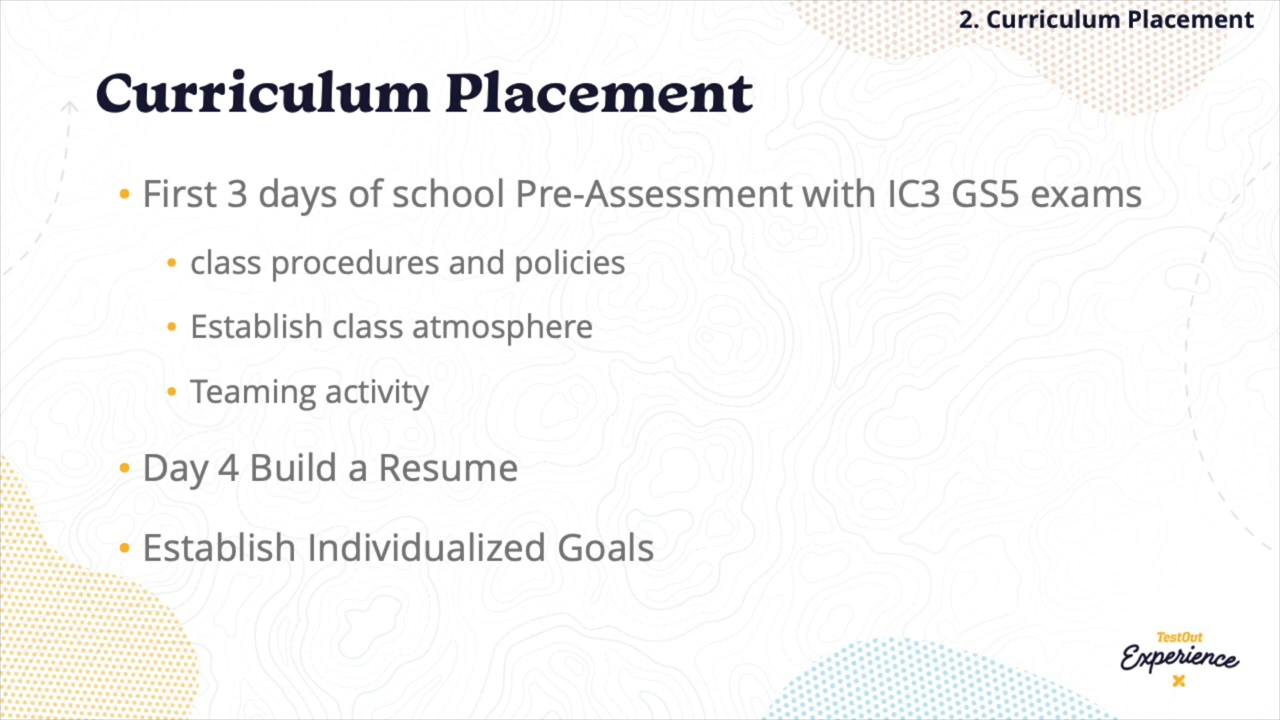 2. Curriculum Placement
Curriculum Placement
• First 3 days of school Pre-Assessment with IC3 GS5 exams
• class procedures and policies
• Establish class atmosphere
• Teaming activity
• Day 4 Build a Resume
• Establish Individualized Goals
TestOut
Experience